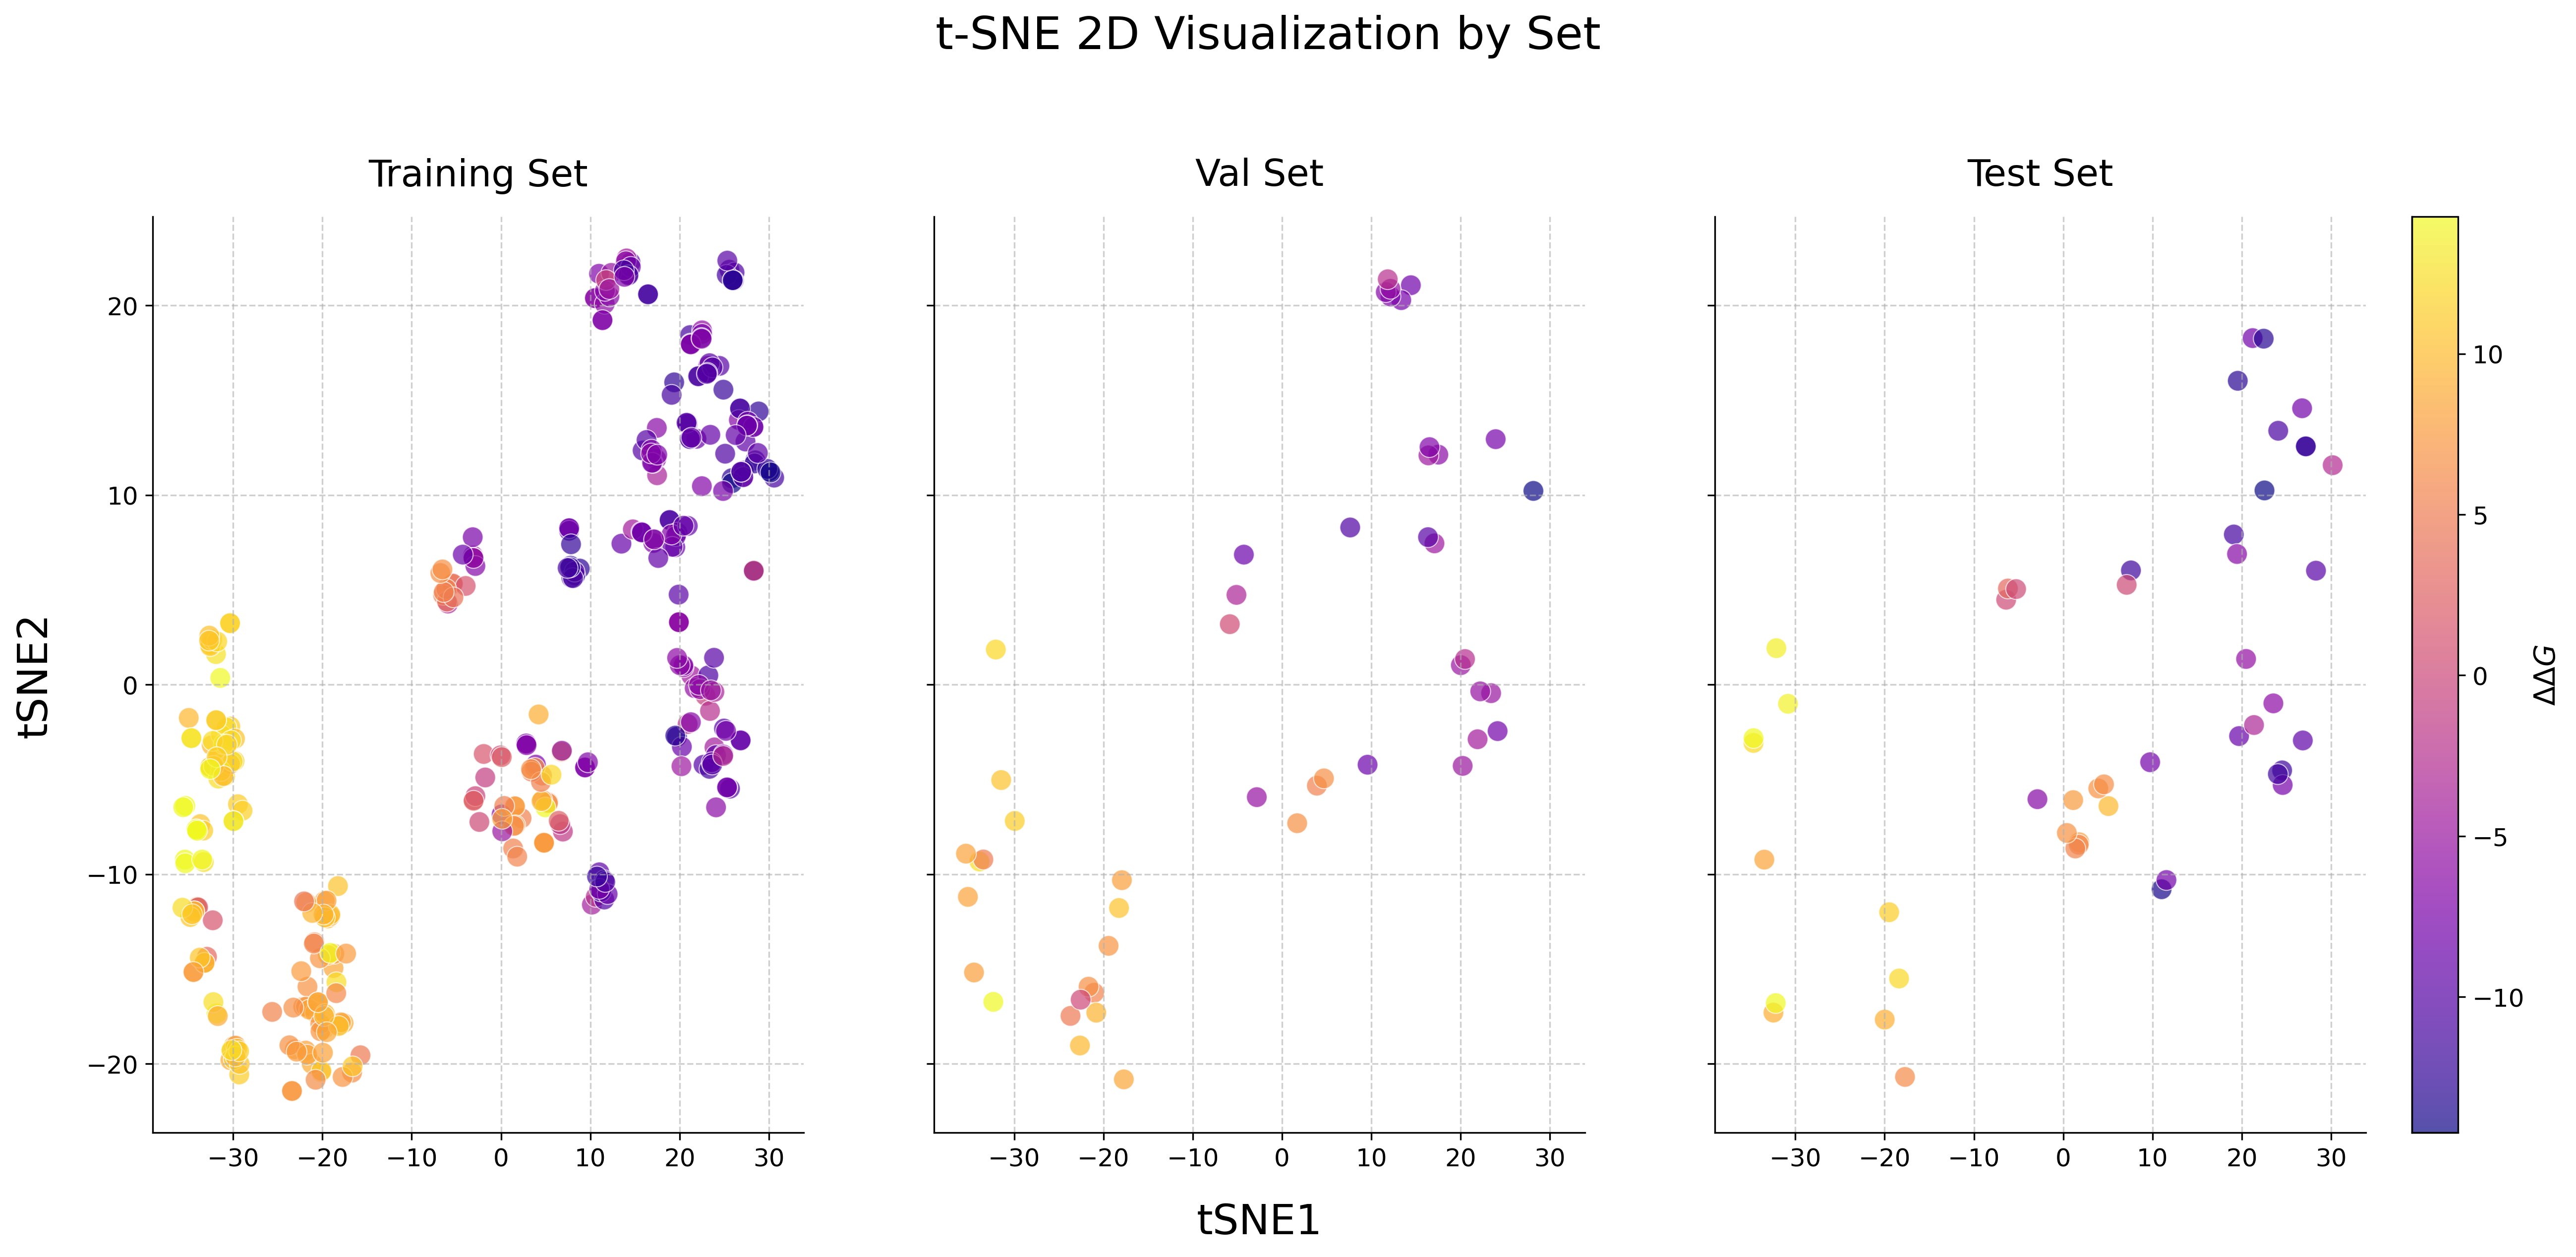 t-SNE 2D Visualization by Set
Training Set
Val Set
Test Set
tSNE2
20
10
0
−10
−20
−30 −20 −10 0 10 20 30
−30 −20 −10 0 10 20 30
−30 −20 −10 0 10 20 30
10
5
0
−5
−10
ΔΔG
tSNE1